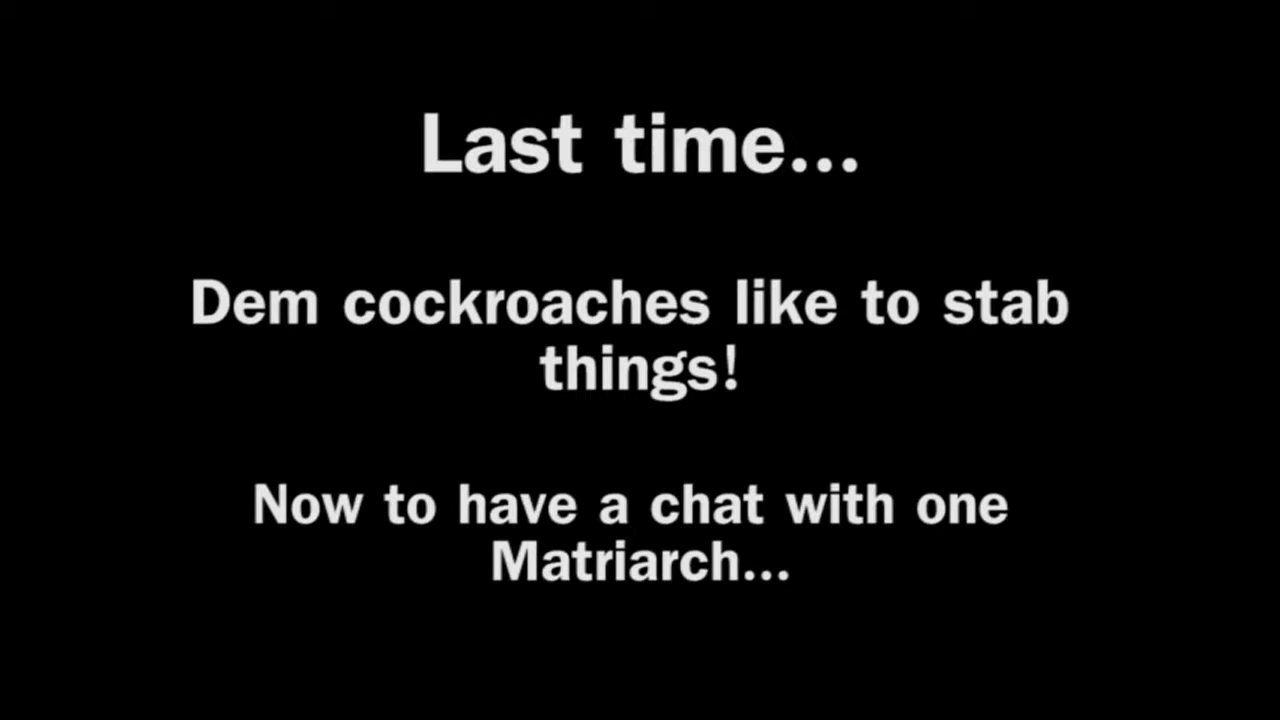 Last time...
Dem cockroaches like to stab
things!
Now to have a chat with one
Matriarch...